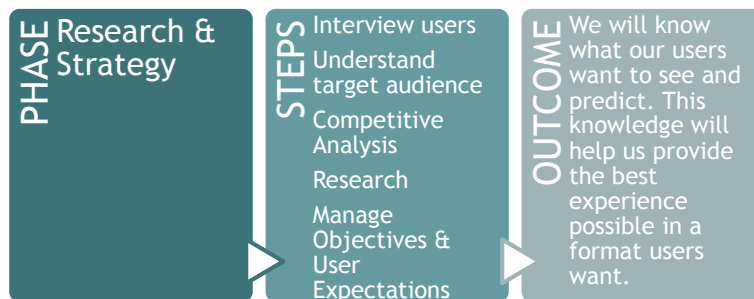 PHASE
Research &
Strategy
STEPS
Interview users
Understand
target audience
Competitive
Analysis
Research
Manage
Objectives &
User
Expectations
OUTCOME
We will know
what our users
want to see and
predict. This
knowledge will
help us provide
the best
experience
possible in a
format users
want.